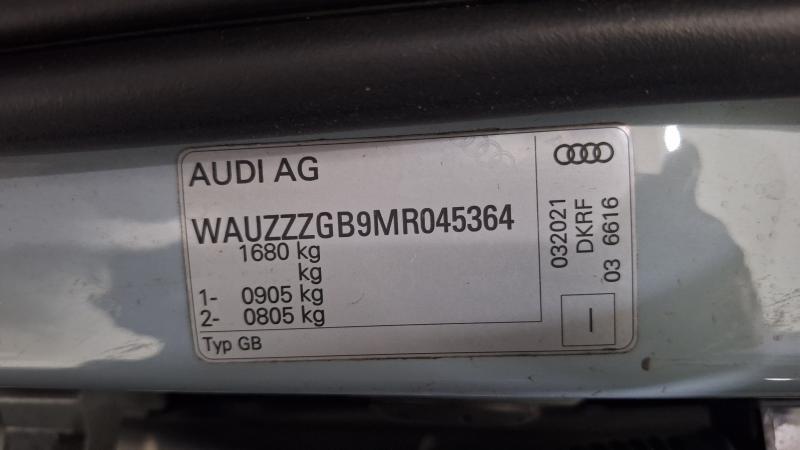 AUDI AG
WAUZZZGB9MR045364
1680 kg
kg
1- 0905 kg
2- 0805 kg
Typ GB
032021
DKRF
03 6616
I